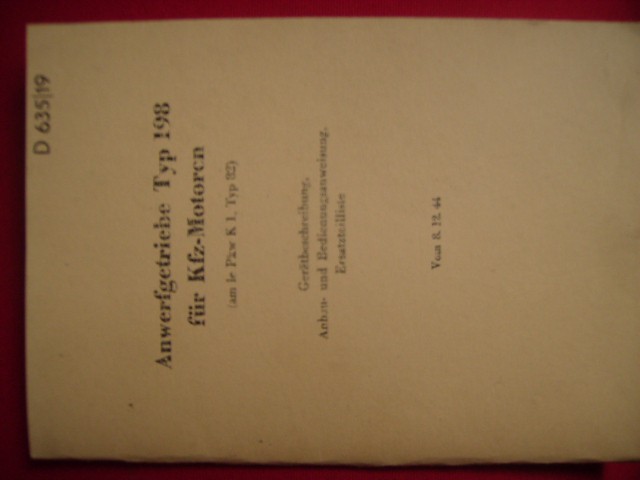 D 635/19
Anwerfgetriebe Typ 198
für Kfz-Motoren
(am le Pkw K 1, Typ 82)
Gerätbeschreibung,
Anbau- und Bedienungsanweisung,
Ersatzteilliste
Vom 8. 12. 44